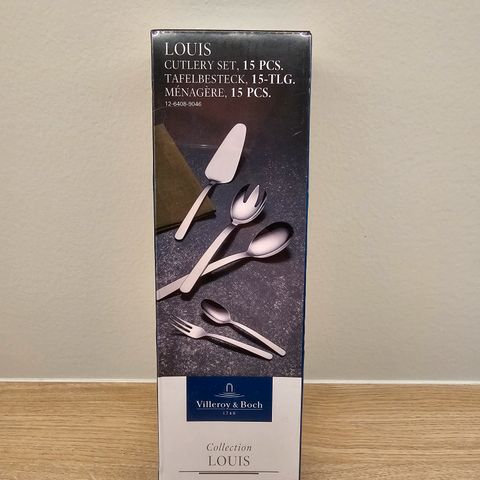 LOUIS
CUTLERY SET, 15 PCS.
TAFELBESTECK, 15-TLG.
MÉNAGÈRE, 15 PCS.
12-6408-9046
Villeroy & Boch
1748
Collection
LOUIS